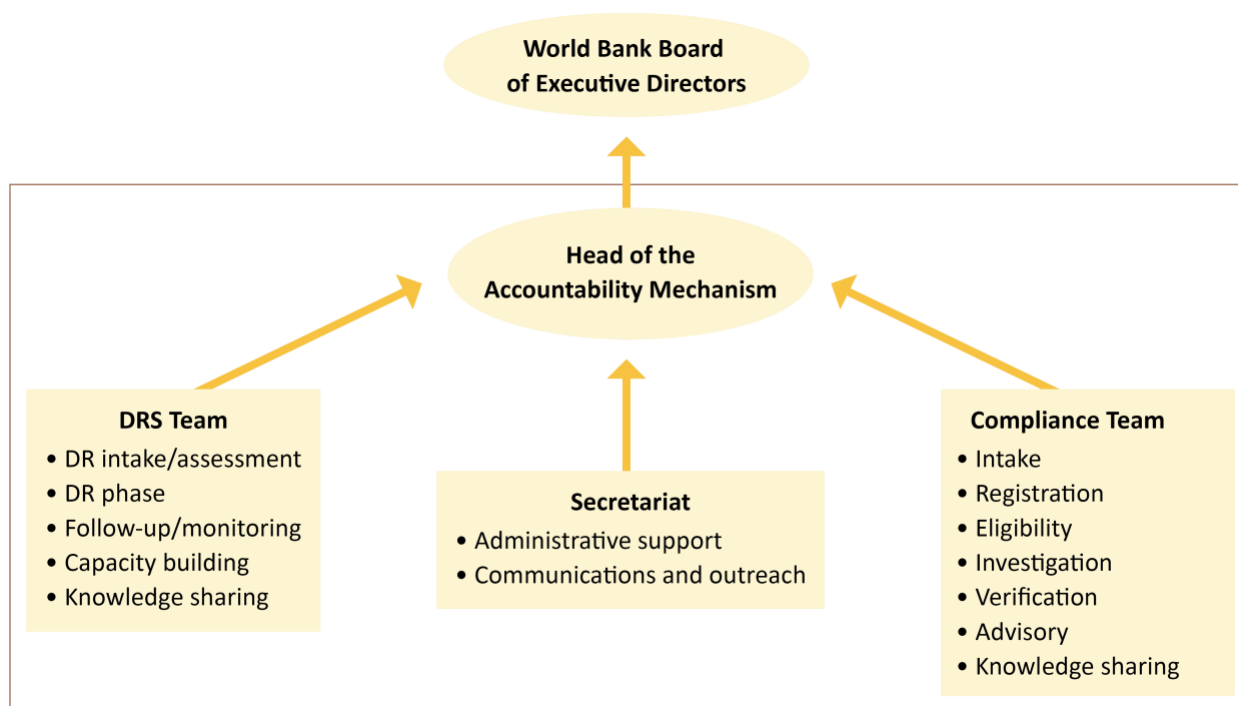 World Bank Board
of Executive Directors
Head of the
Accountability Mechanism
DRS Team
• DR intake/assessment
• DR phase
• Follow-up/monitoring
• Capacity building
• Knowledge sharing
Secretariat
• Administrative support
• Communications and outreach
Compliance Team
• Intake
• Registration
• Eligibility
• Investigation
• Verification
• Advisory
• Knowledge sharing